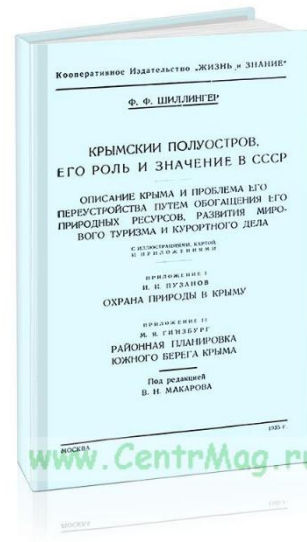 Кооперативное Издательство „ЖИЗНЬ и ЗНАНИЕ"
Ф. Ф. ШИЛЛИНГЕР
КРЫМСКИЙ ПОЛУОСТРОВ,
ЕГО РОЛЬ И ЗНАЧЕНИЕ В СССР
ОПИСАНИЕ КРЫМА И ПРОБЛЕМА ЕГО
ПЕРЕУСТРОЙСТВА ПУТЕМ ОБОГАЩЕНИЯ ЕГО
ПРИРОДНЫХ РЕСУРСОВ, РАЗВИТИЯ МИРО-
ВОГО ТУРИЗМА И КУРОРТНОГО ДЕЛА
С ИЛЛЮСТРАЦИЯМИ, КАРТОЙ
И ПРИЛОЖЕНИЯМИ
ПРИЛОЖЕНИЕ I
И. И. ПУЗАНОВ
ОХРАНА ПРИРОДЫ В КРЫМУ
ПРИЛОЖЕНИЕ II
М. Я. ГИНЗБУРГ
РАЙОННАЯ ПЛАНИРОВКА
ЮЖНОГО БЕРЕГА КРЫМА
Под редакцией
В. Н. МАКАРОВА
МОСКВА
www.CentrMag.ru